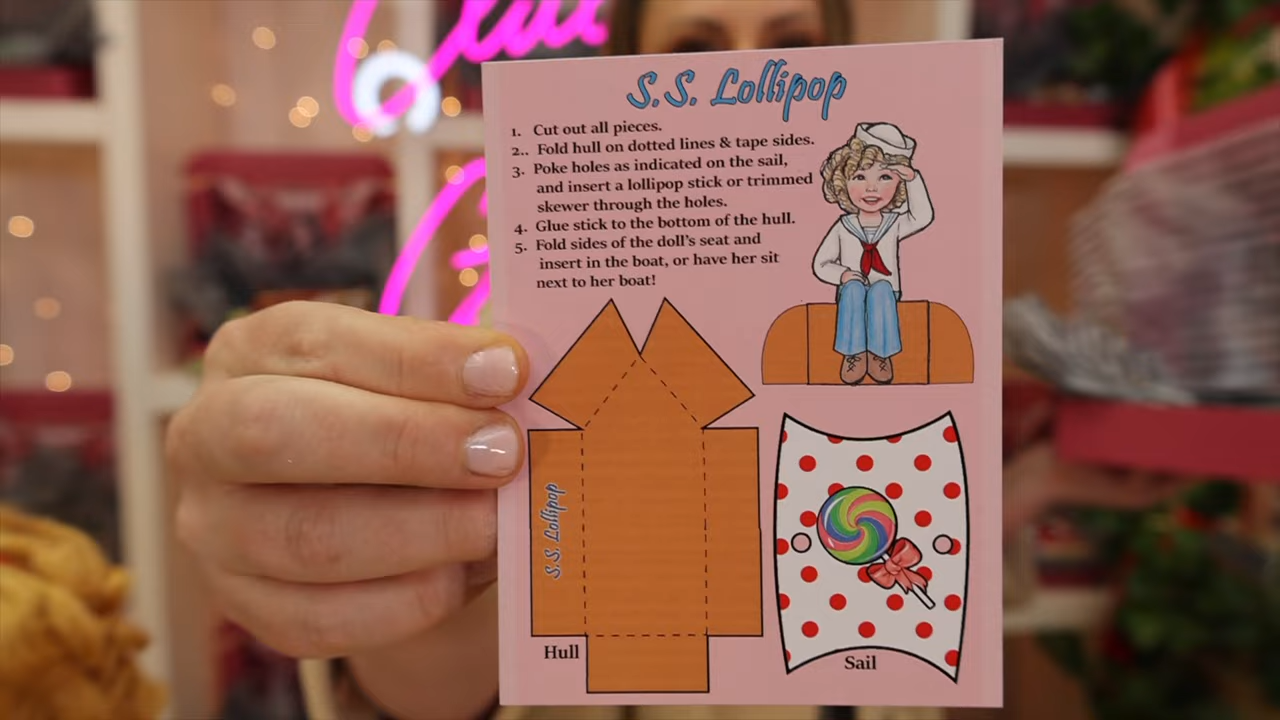 S.S. Lollipop
1. Cut out all pieces.
2.. Fold hull on dotted lines & tape sides.
3. Poke holes as indicated on the sail,
and insert a lollipop stick or trimmed
skewer through the holes.
4. Glue stick to the bottom of the hull.
5. Fold sides of the doll's seat and
insert in the boat, or have her sit
next to her boat!
S.S. Lollipop
Hull
Sail